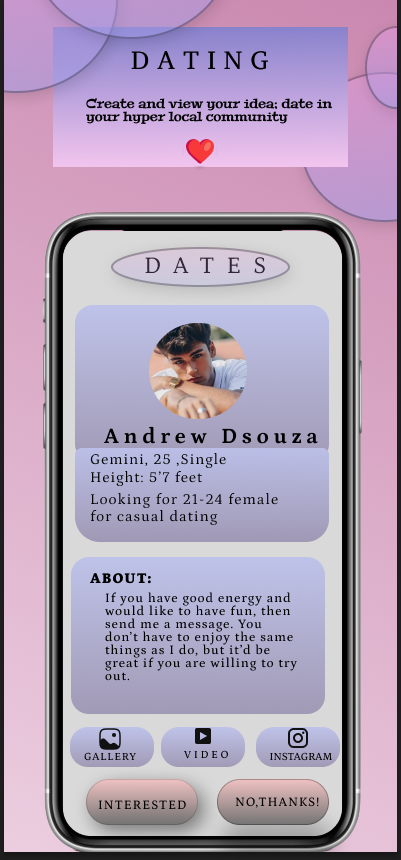 DATING
Create and view your idea; date in
your hyper local community
DATES
Andrew Dsouza
Gemini, 25 ,Single
Height: 5'7 feet
Looking for 21-24 female
for casual dating
ABOUT:
If you have good energy and
would like to have fun, then
send me a message. You
don't have to enjoy the same
things as I do, but it'd be
great if you are willing to try
out.
GALLERY
VIDEO
INSTAGRAM
INTERESTED
NO,THANKS!